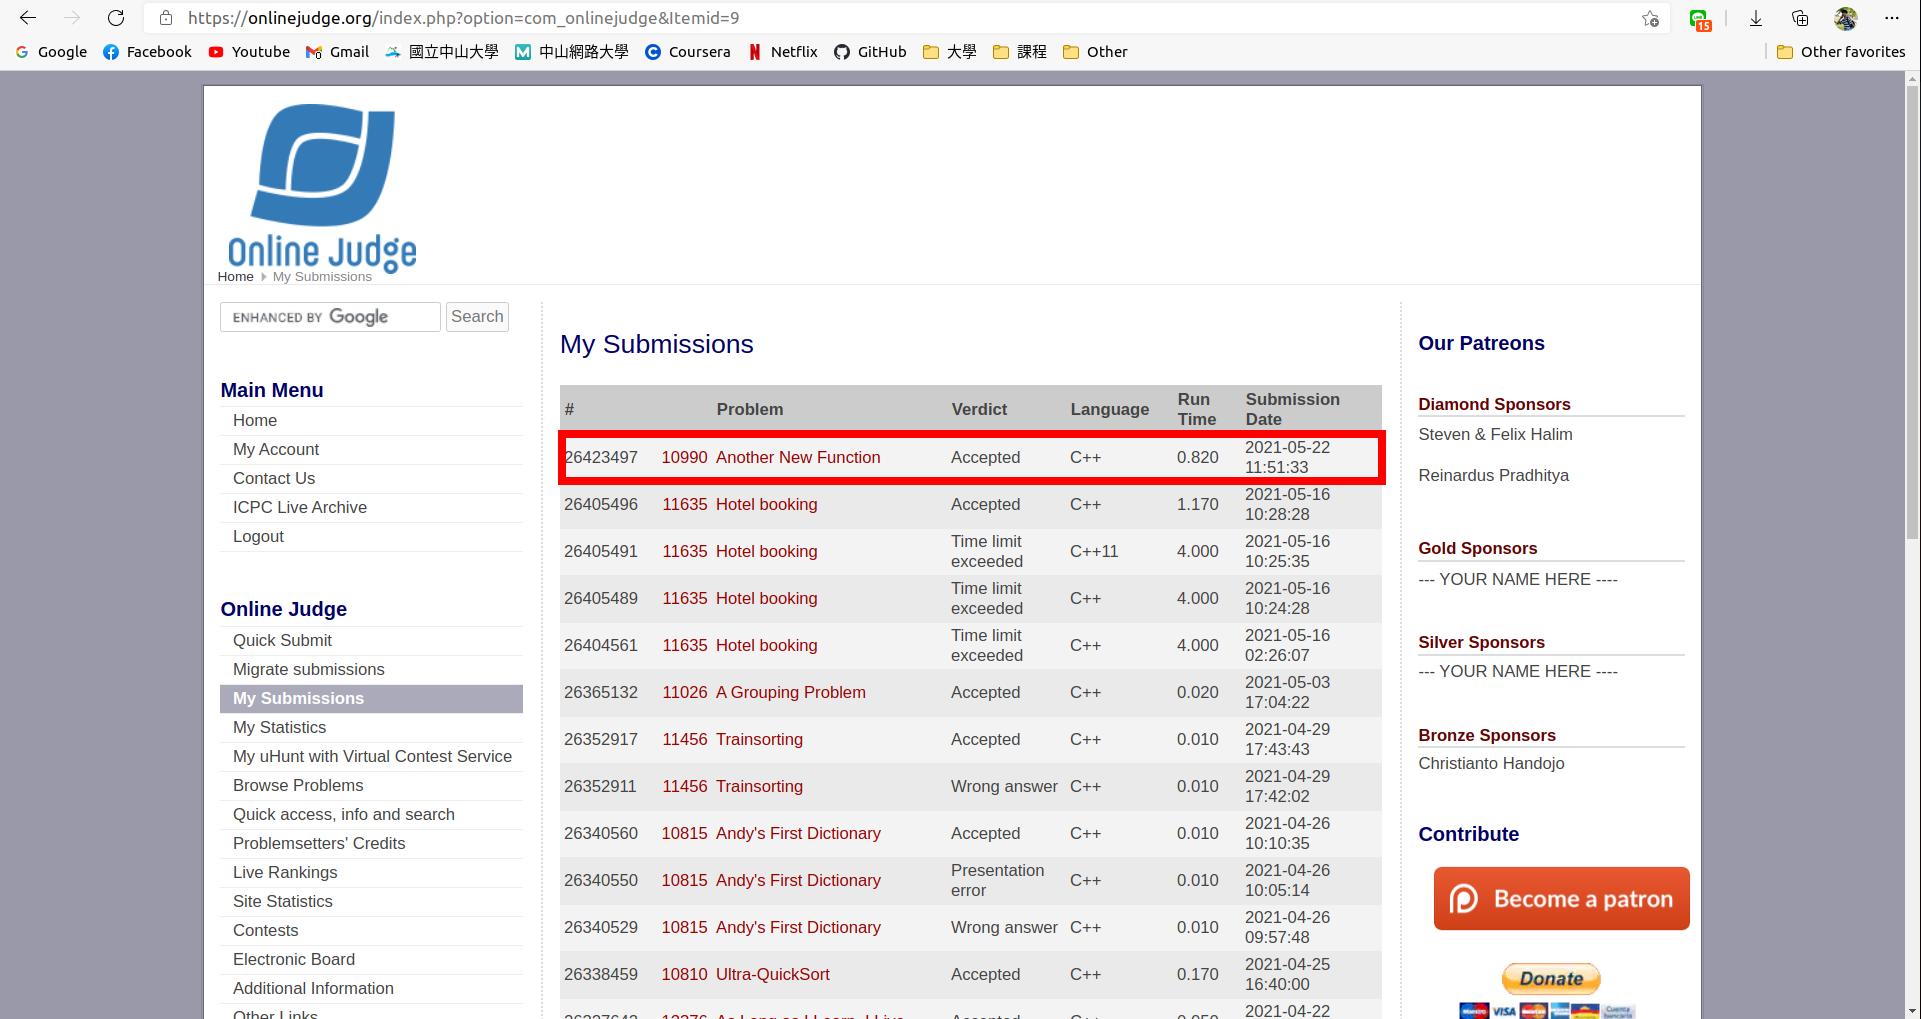 https://onlinejudge.org/index.php?option=com_onlinejudge&Itemid=9
15
Google Facebook Youtube Gmail 國立中山大學 中山網路大學 Coursera Netflix GitHub 大學 課程 Other Other favorites
Online Judge
Home My Submissions
ENHANCED BY Google Search
Main Menu
Home
My Account
Contact Us
ICPC Live Archive
Logout
Online Judge
Quick Submit
Migrate submissions
My Submissions
My Statistics
My uHunt with Virtual Contest Service
Browse Problems
Quick access, info and search
Problemsetters' Credits
Live Rankings
Site Statistics
Contests
Electronic Board
Additional Information
Other Links
My Submissions
# Problem Verdict Language Run Time Submission Date
26423497 10990 Another New Function Accepted C++ 0.820 2021-05-22 11:51:33
26405496 11635 Hotel booking Accepted C++ 1.170 2021-05-16 10:28:28
26405491 11635 Hotel booking Time limit exceeded C++11 4.000 2021-05-16 10:25:35
26405489 11635 Hotel booking Time limit exceeded C++ 4.000 2021-05-16 10:24:28
26404561 11635 Hotel booking Time limit exceeded C++ 4.000 2021-05-16 02:26:07
26365132 11026 A Grouping Problem Accepted C++ 0.020 2021-05-03 17:04:22
26352917 11456 Trainsorting Accepted C++ 0.010 2021-04-29 17:43:43
26352911 11456 Trainsorting Wrong answer C++ 0.010 2021-04-29 17:42:02
26340560 10815 Andy's First Dictionary Accepted C++ 0.010 2021-04-26 10:10:35
26340550 10815 Andy's First Dictionary Presentation error C++ 0.010 2021-04-26 10:05:14
26340529 10815 Andy's First Dictionary Wrong answer C++ 0.010 2021-04-26 09:57:48
26338459 10810 Ultra-QuickSort Accepted C++ 0.170 2021-04-25 16:40:00
2021-04-22
Our Patreons
Diamond Sponsors
Steven & Felix Halim
Reinardus Pradhitya
Gold Sponsors
--- YOUR NAME HERE ----
Silver Sponsors
--- YOUR NAME HERE ----
Bronze Sponsors
Christianto Handojo
Contribute
Become a patron
Donate
VISA